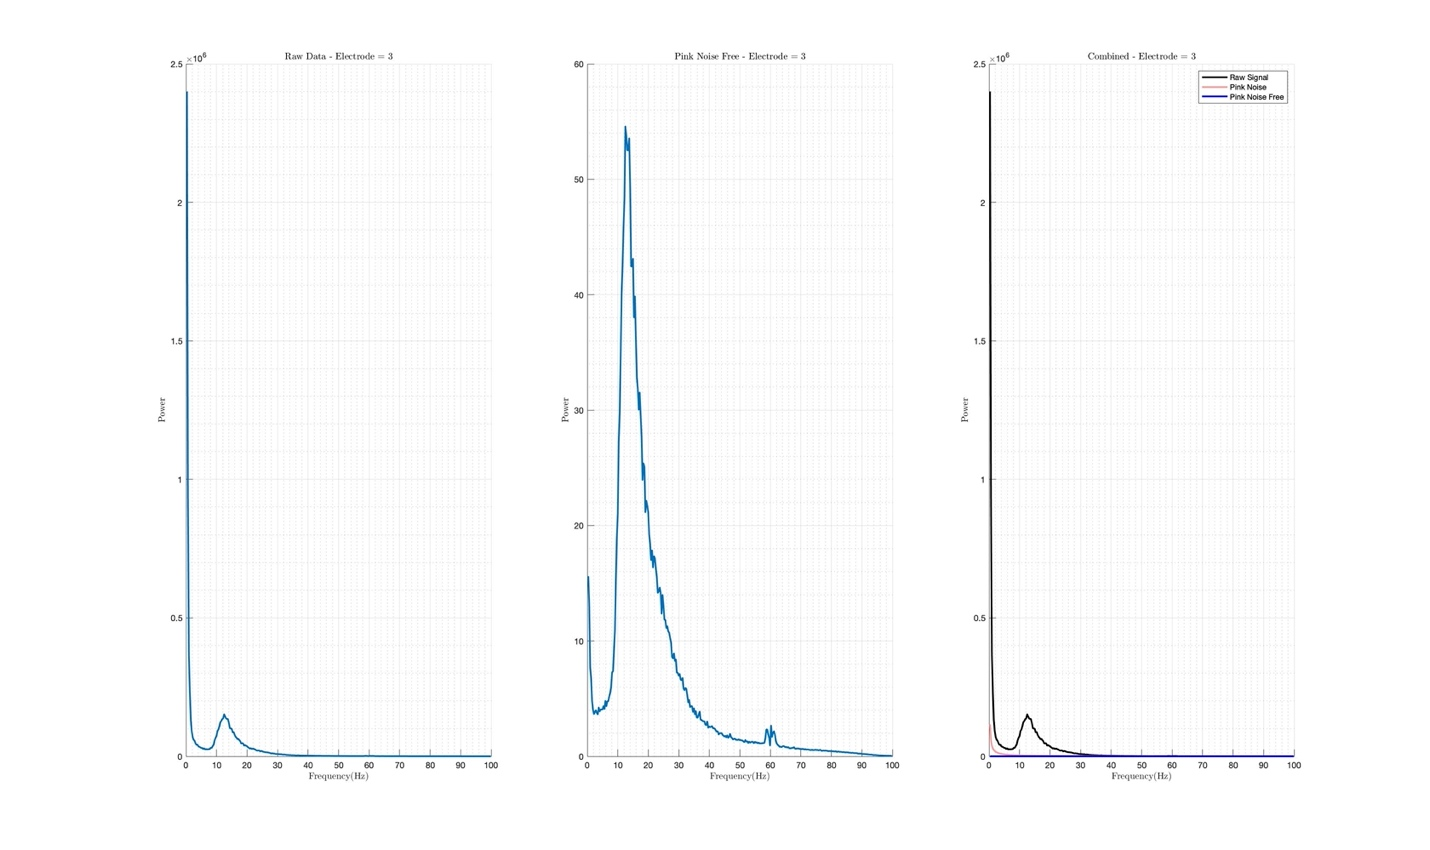 Raw Data - Electrode = 3
×10⁶
2.5
2
1.5
1
0.5
0
Power
0 10 20 30 40 50 60 70 80 90 100
Frequency(Hz)
Pink Noise Free - Electrode = 3
60
50
40
30
20
10
0
Power
0 10 20 30 40 50 60 70 80 90 100
Frequency(Hz)
Combined - Electrode = 3
×10⁶
2.5
2
1.5
1
0.5
0
Power
Raw Signal
Pink Noise
Pink Noise Free
0 10 20 30 40 50 60 70 80 90 100
Frequency(Hz)